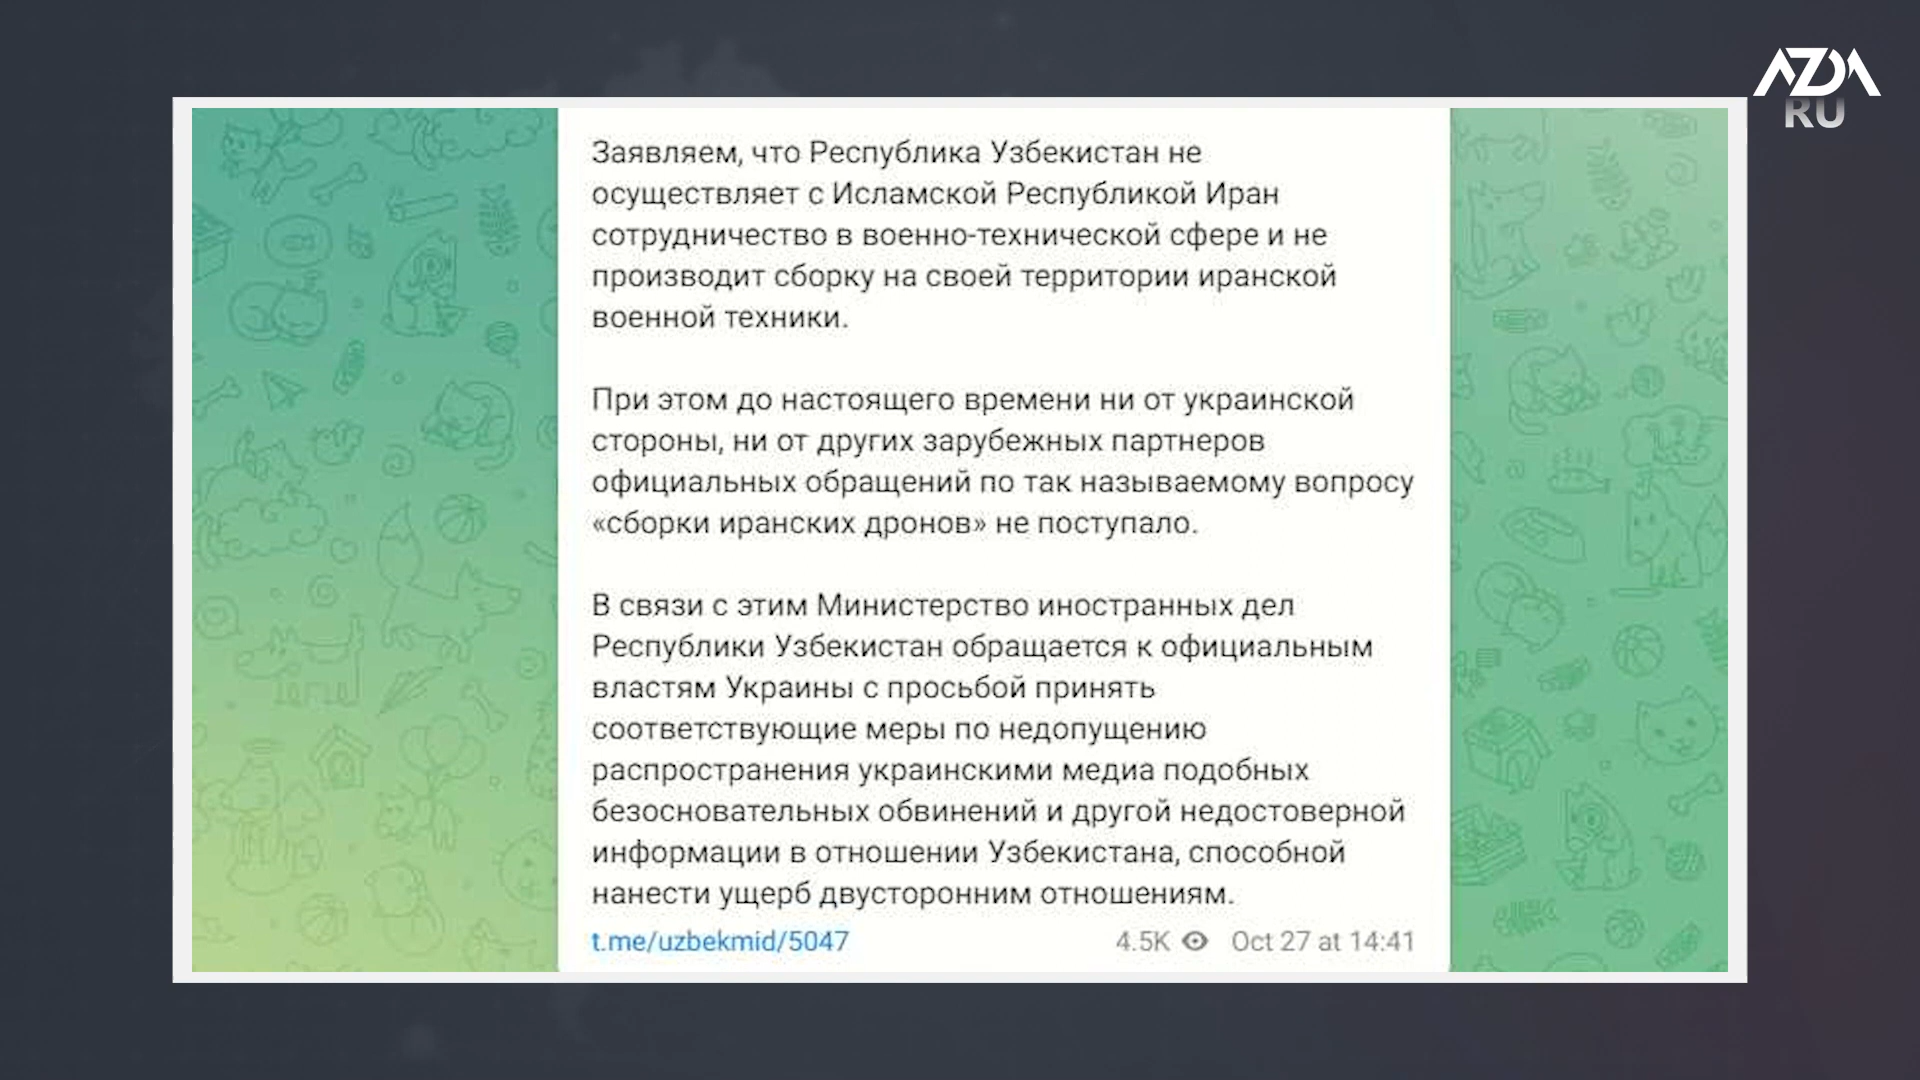 AZDA
RU
Заявляем, что Республика Узбекистан не
осуществляет с Исламской Республикой Иран
сотрудничество в военно-технической сфере и не
производит сборку на своей территории иранской
военной техники.
При этом до настоящего времени ни от украинской
стороны, ни от других зарубежных партнеров
официальных обращений по так называемому вопросу
«сборки иранских дронов» не поступало.
В связи с этим Министерство иностранных дел
Республики Узбекистан обращается к официальным
властям Украины с просьбой принять
соответствующие меры по недопущению
распространения украинскими медиа подобных
безосновательных обвинений и другой недостоверной
информации в отношении Узбекистана, способной
нанести ущерб двусторонним отношениям.
t.me/uzbekmid/5047 4.5K Oct 27 at 14:41